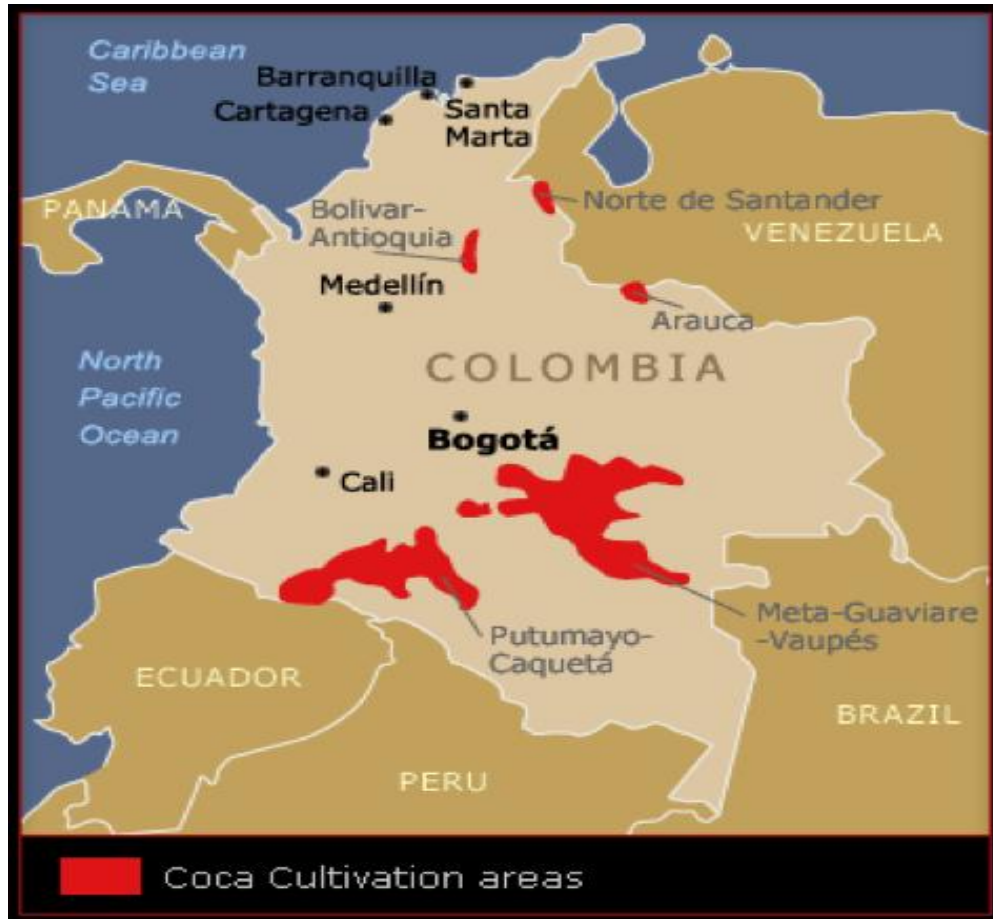 Caribbean
Sea
Barranquilla
Cartagena
Santa
Marta
PANAMA
Bolivar-
Antioquia
Norte de Santander
VENEZUELA
Medellín
Arauca
COLOMBIA
North
Pacific
Ocean
Bogotá
Cali
Meta-Guaviare
-Vaupés
Putumayo-
Caquetá
ECUADOR
BRAZIL
PERU
Coca Cultivation areas